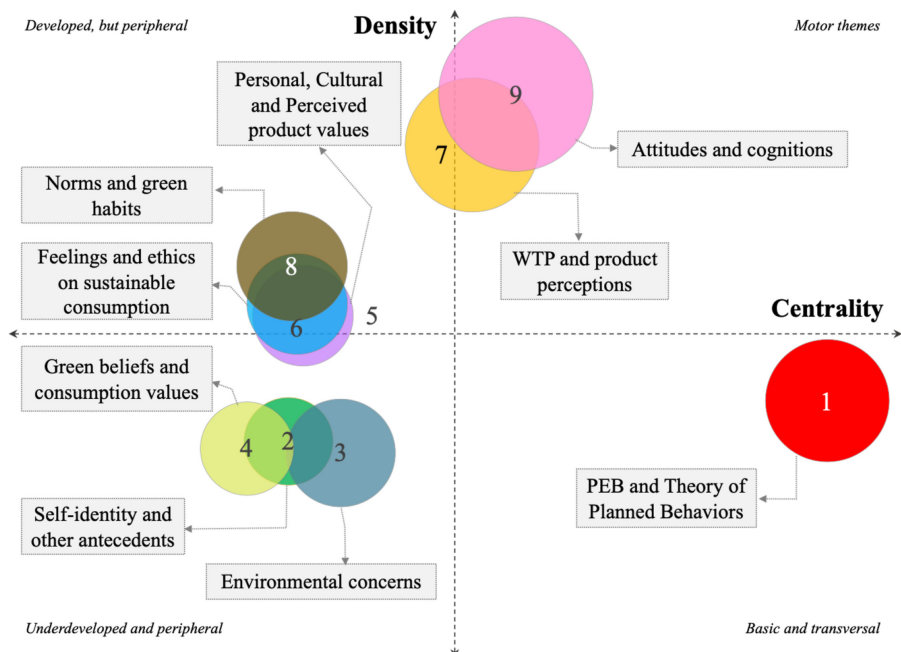 Developed, but peripheral
Density
Motor themes
Personal, Cultural
and Perceived
product values
9
7
Attitudes and cognitions
Norms and green
habits
WTP and product
perceptions
8
Feelings and ethics
on sustainable
consumption
6
5
Centrality
Green beliefs and
consumption values
1
4
2
3
PEB and Theory of
Planned Behaviors
Self-identity and
other antecedents
Environmental concerns
Underdeveloped and peripheral
Basic and transversal